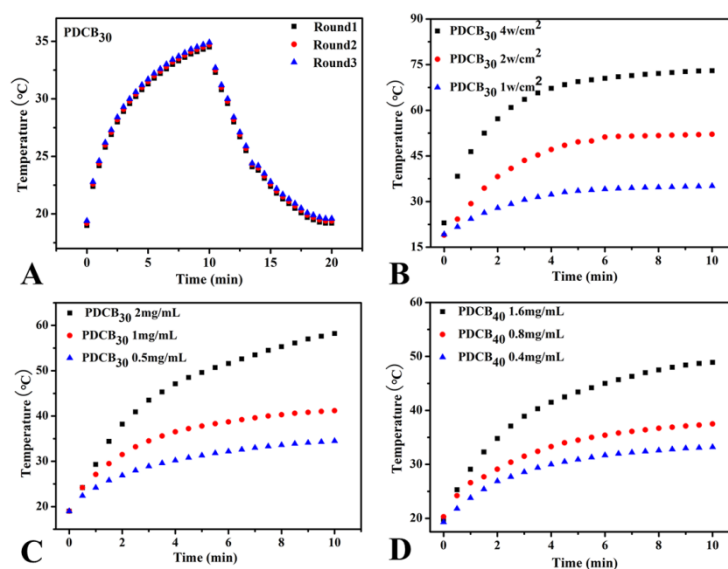 PDCB30
Round1
Round2
Round3
35
30
25
20
Temperature (℃)
0
5
10
15
20
Time (min)
A
PDCB30 4w/cm2
PDCB30 2w/cm2
PDCB30 1w/cm2
90
75
60
45
30
15
Temperature (℃)
0
2
4
6
8
10
Time (min)
B
PDCB30 2mg/mL
PDCB30 1mg/mL
PDCB30 0.5mg/mL
60
50
40
30
20
Temperature (℃)
0
2
4
6
8
10
Time (min)
C
PDCB40 1.6mg/mL
PDCB40 0.8mg/mL
PDCB40 0.4mg/mL
60
50
40
30
20
Temperature (℃)
0
2
4
6
8
10
Time (min)
D